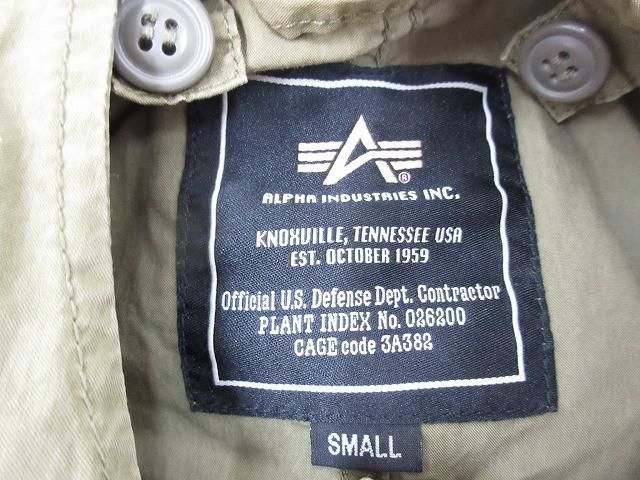 A®
ALPHA INDUSTRIES INC.
KNOXVILLE, TENNESSEE USA
EST. OCTOBER 1959
Official U.S. Defense Dept. Contractor
PLANT INDEX No. 026200
CAGE code 3A382
SMALL